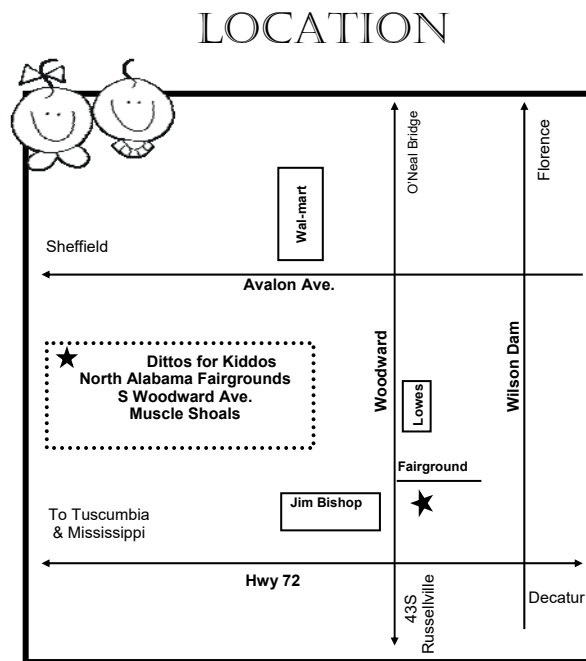 LOCATION
O'Neal Bridge
Florence
Wal-mart
Sheffield
Avalon Ave.
Dittos for Kiddos
North Alabama Fairgrounds
S Woodward Ave.
Muscle Shoals
Woodward
Lowes
Wilson Dam
Fairground
Jim Bishop
To Tuscumbia
& Mississippi
Hwy 72
43S
Russellville
Decatur